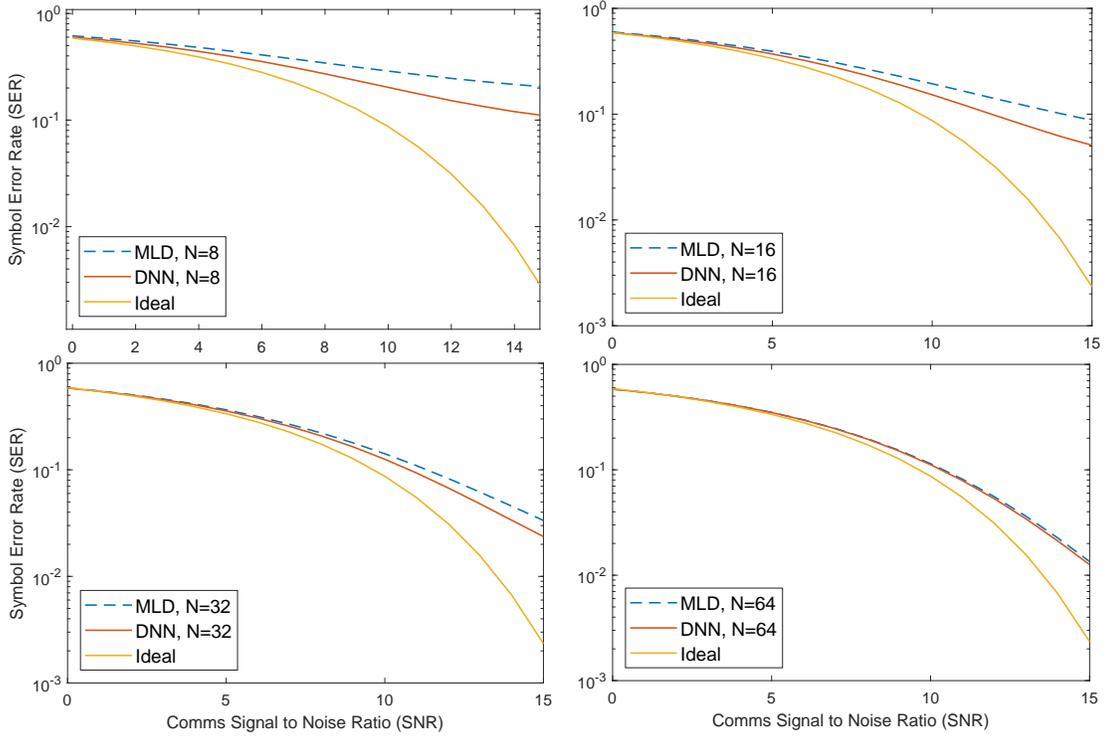 Symbol Error Rate (SER)
10^0
10^-1
10^-2
MLD, N=8
DNN, N=8
Ideal
0 2 4 6 8 10 12 14
10^0
10^-1
10^-2
10^-3
MLD, N=16
DNN, N=16
Ideal
0 5 10 15
Symbol Error Rate (SER)
10^0
10^-1
10^-2
10^-3
MLD, N=32
DNN, N=32
Ideal
0 5 10 15
Comms Signal to Noise Ratio (SNR)
10^0
10^-1
10^-2
10^-3
MLD, N=64
DNN, N=64
Ideal
0 5 10 15
Comms Signal to Noise Ratio (SNR)